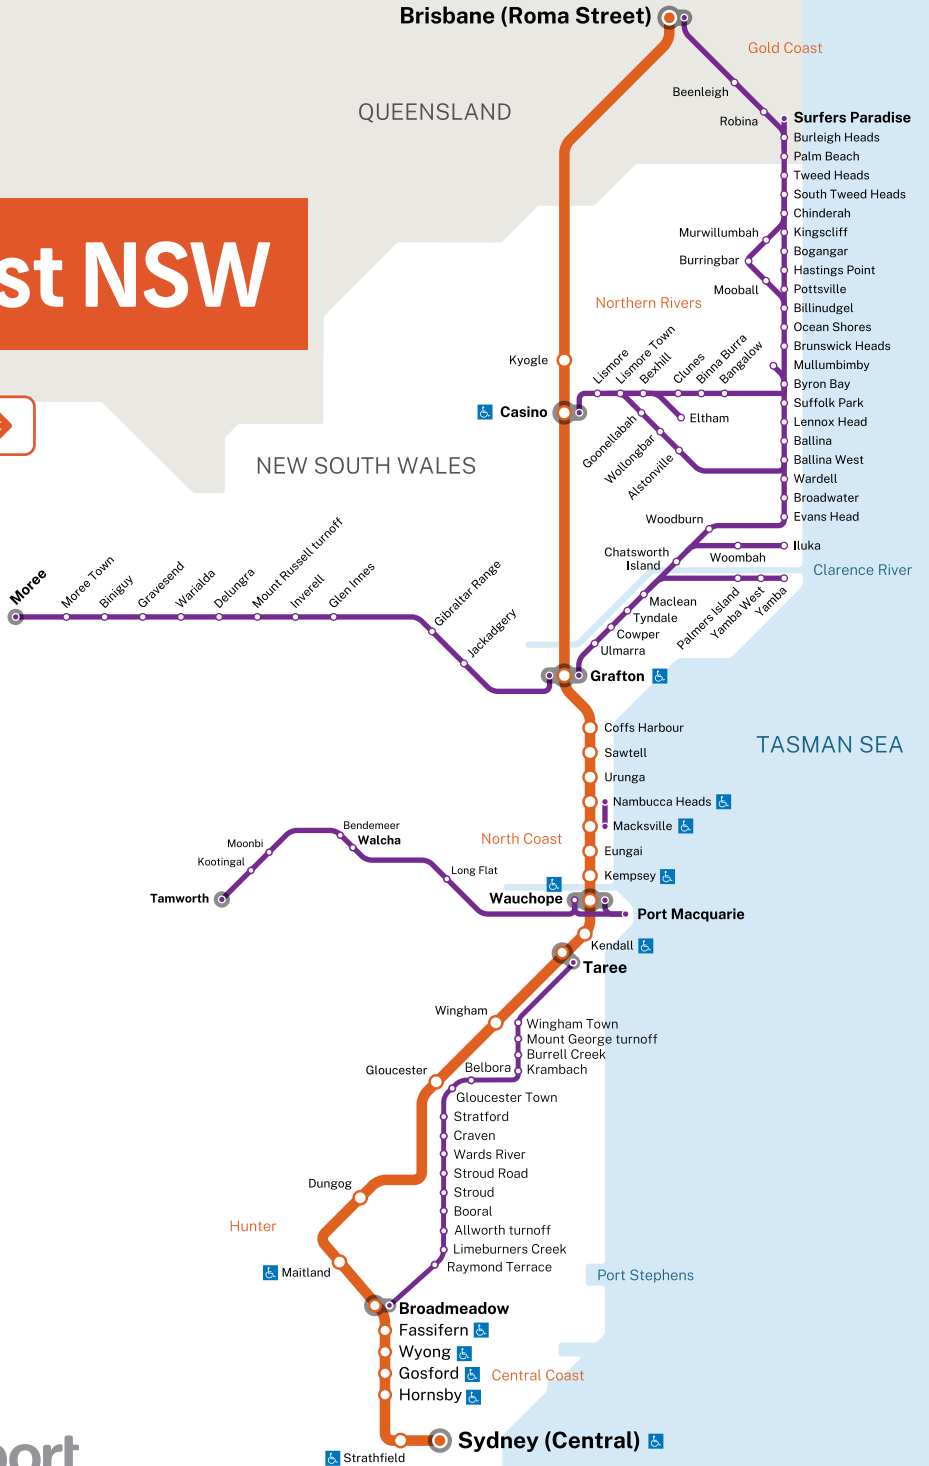 Brisbane (Roma Street)
Gold Coast
Beenleigh
QUEENSLAND
Robina
Surfers Paradise
Burleigh Heads
Palm Beach
Tweed Heads
South Tweed Heads
Chinderah
Murwillumbah
Kingscliff
Bogangar
Burringbar
Hastings Point
Mooball
Pottsville
st NSW
Northern Rivers
Billinudgel
Ocean Shores
Brunswick Heads
Kyogle
Mullumbimby
Lismore
Lismore Town
Bexhill
Clunes
Binna Burra
Bangalow
Byron Bay
Suffolk Park
Casino
Eltham
Lennox Head
Goonellabah
Wollongbar
Alstonville
Ballina
Ballina West
NEW SOUTH WALES
Wardell
Broadwater
Woodburn
Evans Head
Iluka
Chatsworth
Island
Woombah
Clarence River
Moree
Moree Town
Biniguy
Gravesend
Warialda
Delungra
Mount Russell turnoff
Inverell
Glen Innes
Gibraltar Range
Jackadgery
Maclean
Tyndale
Cowper
Ulmarra
Palmers Island
Yamba West
Yamba
Grafton
Coffs Harbour
TASMAN SEA
Sawtell
Urunga
Nambucca Heads
Macksville
North Coast
Bendemeer
Walcha
Moonbi
Kootingal
Eungai
Long Flat
Kempsey
Tamworth
Wauchope
Port Macquarie
Kendall
Taree
Wingham
Wingham Town
Mount George turnoff
Burrell Creek
Gloucester
Belbora
Krambach
Gloucester Town
Stratford
Craven
Wards River
Stroud Road
Dungog
Stroud
Booral
Hunter
Allworth turnoff
Limeburners Creek
Maitland
Raymond Terrace
Port Stephens
Broadmeadow
Fassifern
Wyong
Gosford
Central Coast
Hornsby
Sydney (Central)
Strathfield
port